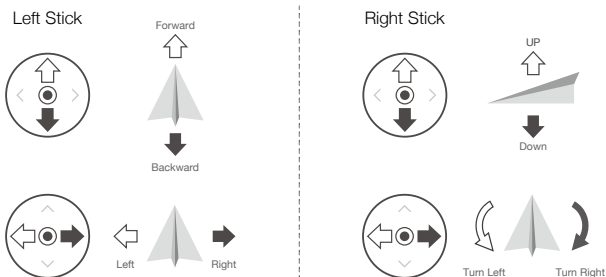 Left Stick
Forward
Backward
Left
Right
Right Stick
UP
Down
Turn Left
Turn Right